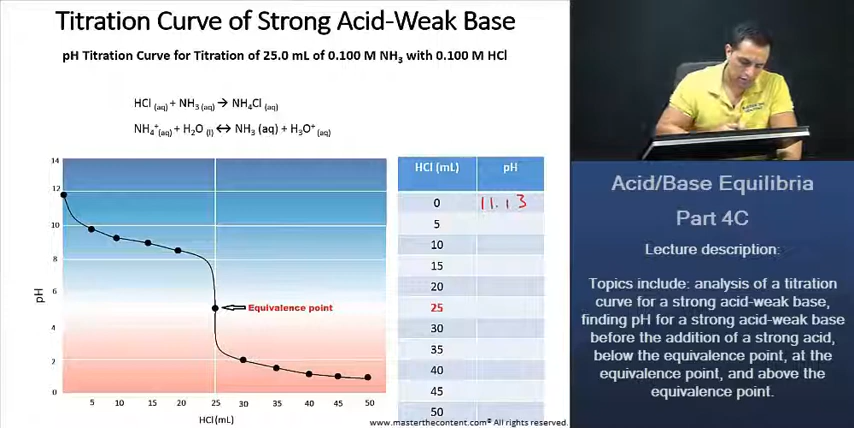 Titration Curve of Strong Acid-Weak Base
pH Titration Curve for Titration of 25.0 mL of 0.100 M NH₃ with 0.100 M HCl
HCl (aq) + NH₃ (aq) → NH₄Cl (aq)
NH₄⁺(aq) + H₂O (l) ↔ NH₃ (aq) + H₃O⁺ (aq)
14
12
10
8
6
4
2
0
pH
Equivalence point
5 10 15 20 25 30 35 40 45 50
HCl (mL)
HCl (mL) pH
0 11.13
5
10
15
20
25
30
35
40
45
50
www.masterthecontent.com© All rights reserved.
Acid/Base Equilibria
Part 4C
Lecture description:
Topics include: analysis of a titration
curve for a strong acid-weak base,
finding pH for a strong acid-weak base
before the addition of a strong acid,
below the equivalence point, at the
equivalence point, and above the
equivalence point.